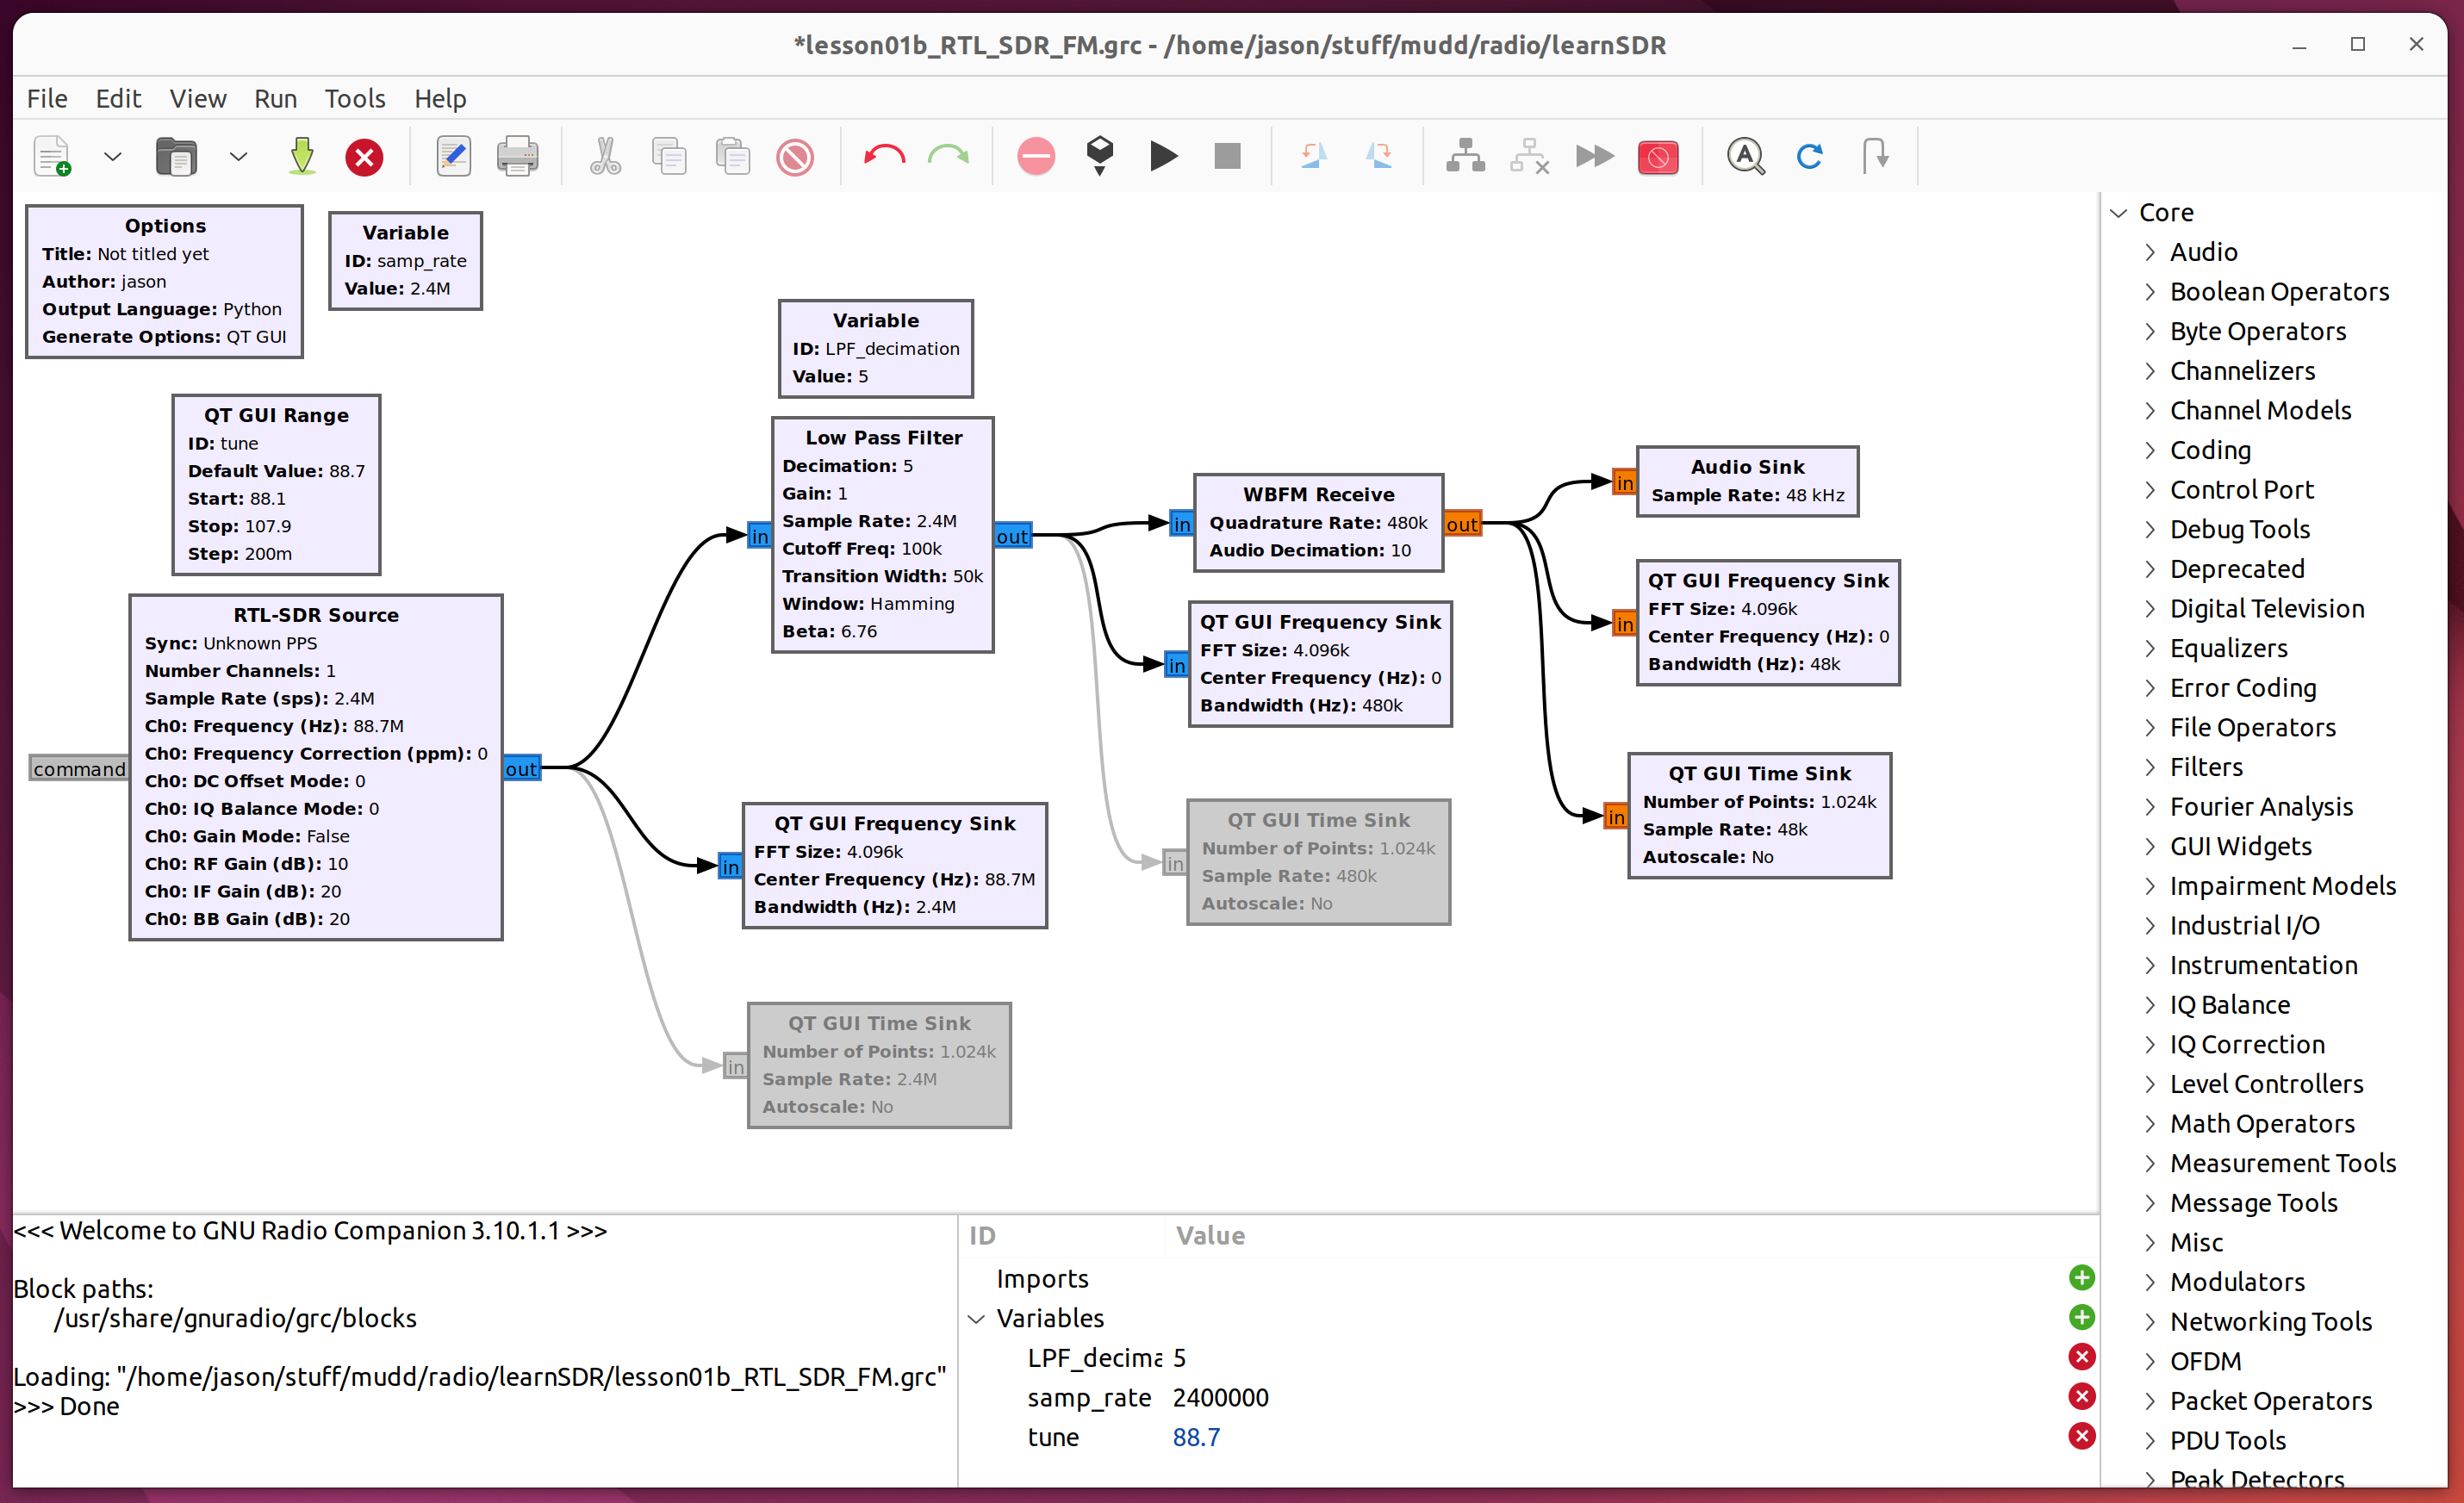 *lesson01b_RTL_SDR_FM.grc - /home/jason/stuff/mudd/radio/learnSDR
File Edit View Run Tools Help
Options
Title: Not titled yet
Author: jason
Output Language: Python
Generate Options: QT GUI
Variable
ID: samp_rate
Value: 2.4M
Variable
ID: LPF_decimation
Value: 5
QT GUI Range
ID: tune
Default Value: 88.7
Start: 88.1
Stop: 107.9
Step: 200m
RTL-SDR Source
Sync: Unknown PPS
Number Channels: 1
Sample Rate (sps): 2.4M
Ch0: Frequency (Hz): 88.7M
Ch0: Frequency Correction (ppm): 0
Ch0: DC Offset Mode: 0
Ch0: IQ Balance Mode: 0
Ch0: Gain Mode: False
Ch0: RF Gain (dB): 10
Ch0: IF Gain (dB): 20
Ch0: BB Gain (dB): 20
command
out
in
Low Pass Filter
Decimation: 5
Gain: 1
Sample Rate: 2.4M
Cutoff Freq: 100k
Transition Width: 50k
Window: Hamming
Beta: 6.76
out
in
QT GUI Frequency Sink
FFT Size: 4.096k
Center Frequency (Hz): 88.7M
Bandwidth (Hz): 2.4M
in
QT GUI Time Sink
Number of Points: 1.024k
Sample Rate: 2.4M
Autoscale: No
in
WBFM Receive
Quadrature Rate: 480k
Audio Decimation: 10
out
in
QT GUI Frequency Sink
FFT Size: 4.096k
Center Frequency (Hz): 0
Bandwidth (Hz): 480k
in
QT GUI Time Sink
Number of Points: 1.024k
Sample Rate: 480k
Autoscale: No
in
Audio Sink
Sample Rate: 48 kHz
in
QT GUI Frequency Sink
FFT Size: 4.096k
Center Frequency (Hz): 0
Bandwidth (Hz): 48k
in
QT GUI Time Sink
Number of Points: 1.024k
Sample Rate: 48k
Autoscale: No
Core
Audio
Boolean Operators
Byte Operators
Channelizers
Channel Models
Coding
Control Port
Debug Tools
Deprecated
Digital Television
Equalizers
Error Coding
File Operators
Filters
Fourier Analysis
GUI Widgets
Impairment Models
Industrial I/O
Instrumentation
IQ Balance
IQ Correction
Level Controllers
Math Operators
Measurement Tools
Message Tools
Misc
Modulators
Networking Tools
OFDM
Packet Operators
PDU Tools
Peak Detectors
<<< Welcome to GNU Radio Companion 3.10.1.1 >>>
Block paths:
/usr/share/gnuradio/grc/blocks
Loading: "/home/jason/stuff/mudd/radio/learnSDR/lesson01b_RTL_SDR_FM.grc"
>>> Done
ID Value
Imports
Variables
LPF_decima 5
samp_rate 2400000
tune 88.7